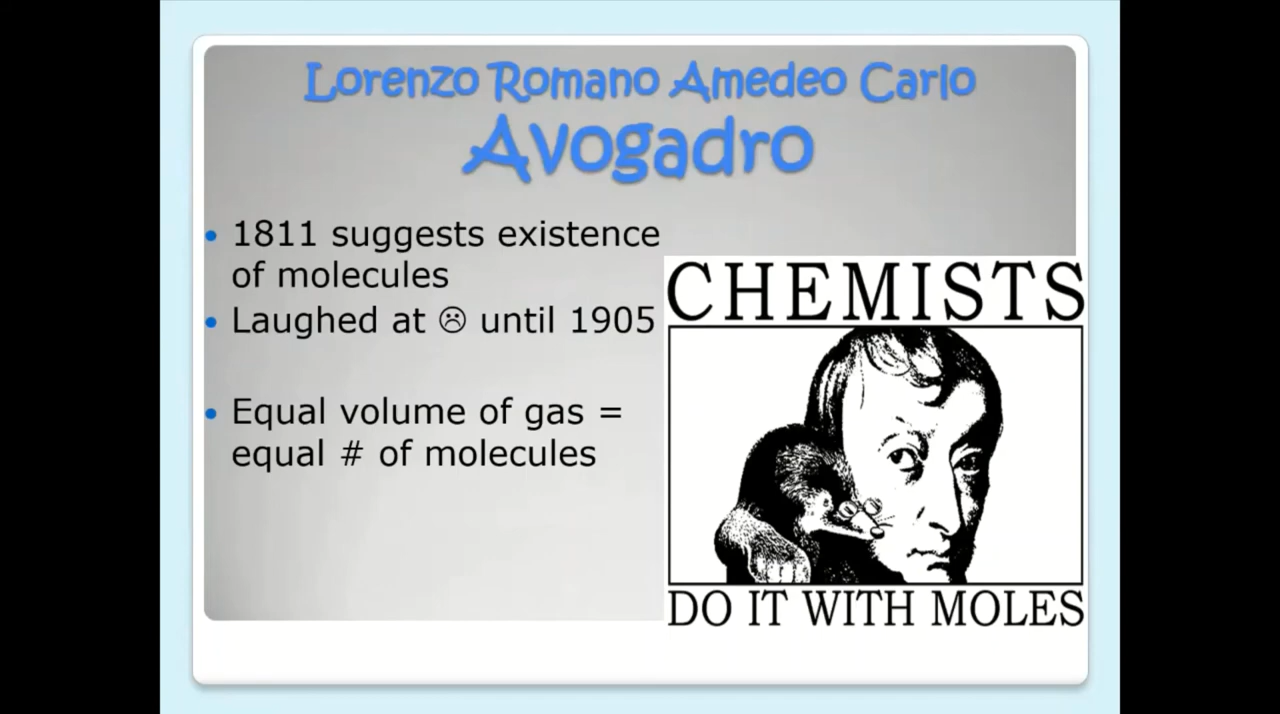 Lorenzo Romano Amedeo Carlo
Avogadro
• 1811 suggests existence
of molecules
• Laughed at ☹ until 1905
• Equal volume of gas =
equal # of molecules
CHEMISTS
DO IT WITH MOLES